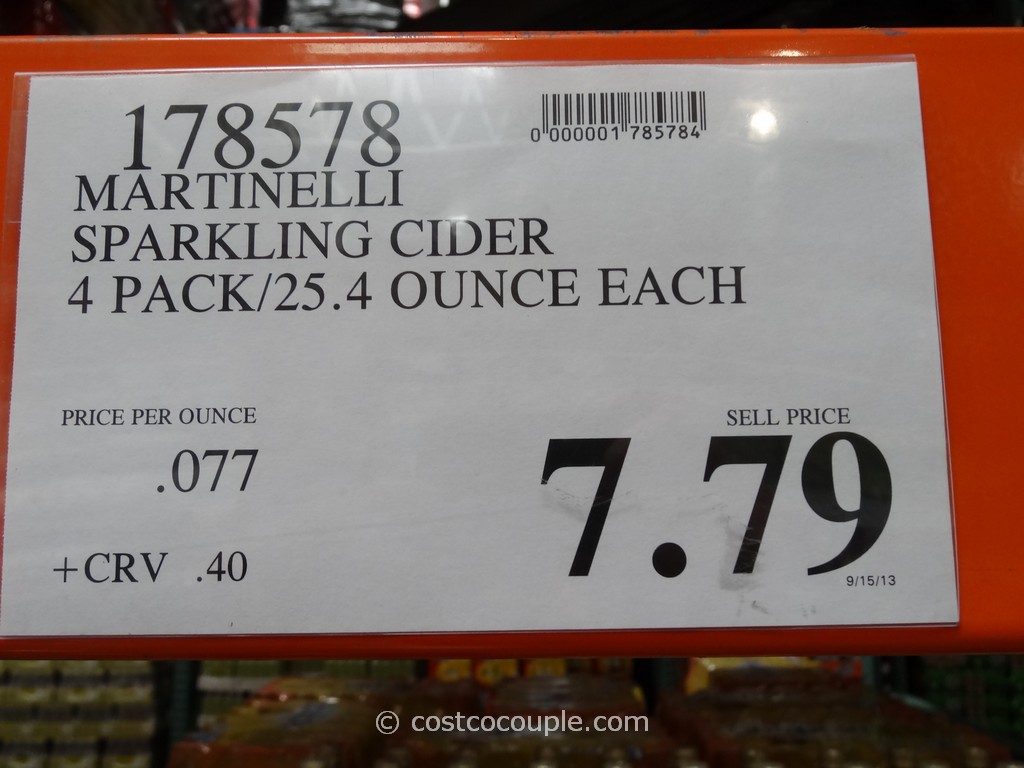 178578
0 000001 785784
MARTINELLI
SPARKLING CIDER
4 PACK/25.4 OUNCE EACH
PRICE PER OUNCE
.077
SELL PRICE
7.79
+CRV .40
9/15/13
© costcocouple.com